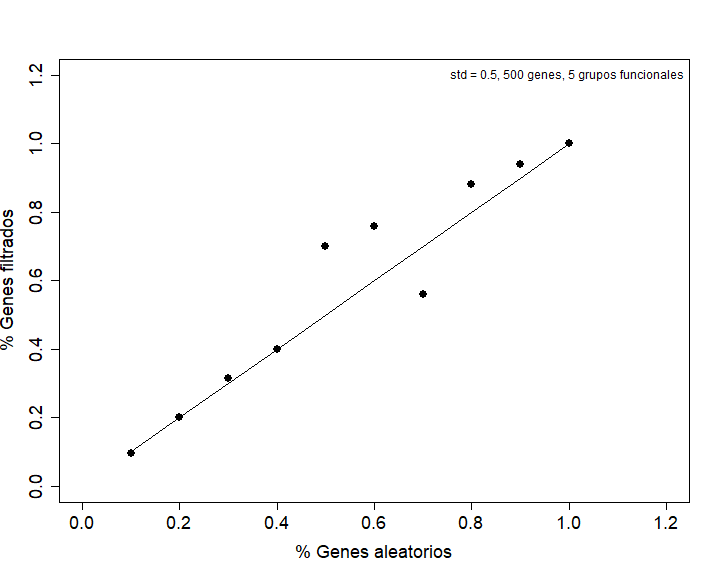 std = 0.5, 500 genes, 5 grupos funcionales
% Genes filtrados
1.2
1.0
0.8
0.6
0.4
0.2
0.0
0.0 0.2 0.4 0.6 0.8 1.0 1.2
% Genes aleatorios